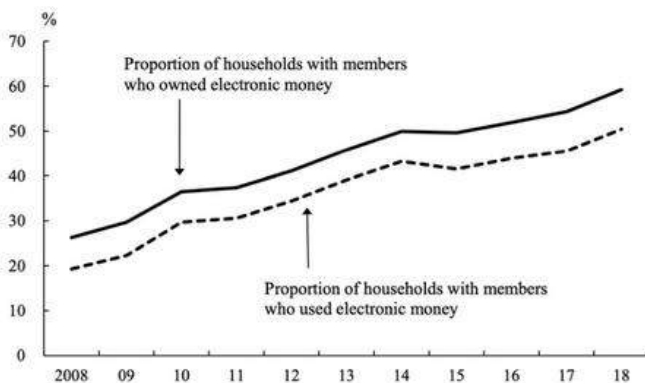 %
70
60
50
40
30
20
10
0
Proportion of households with members
who owned electronic money
Proportion of households with members
who used electronic money
2008 09 10 11 12 13 14 15 16 17 18